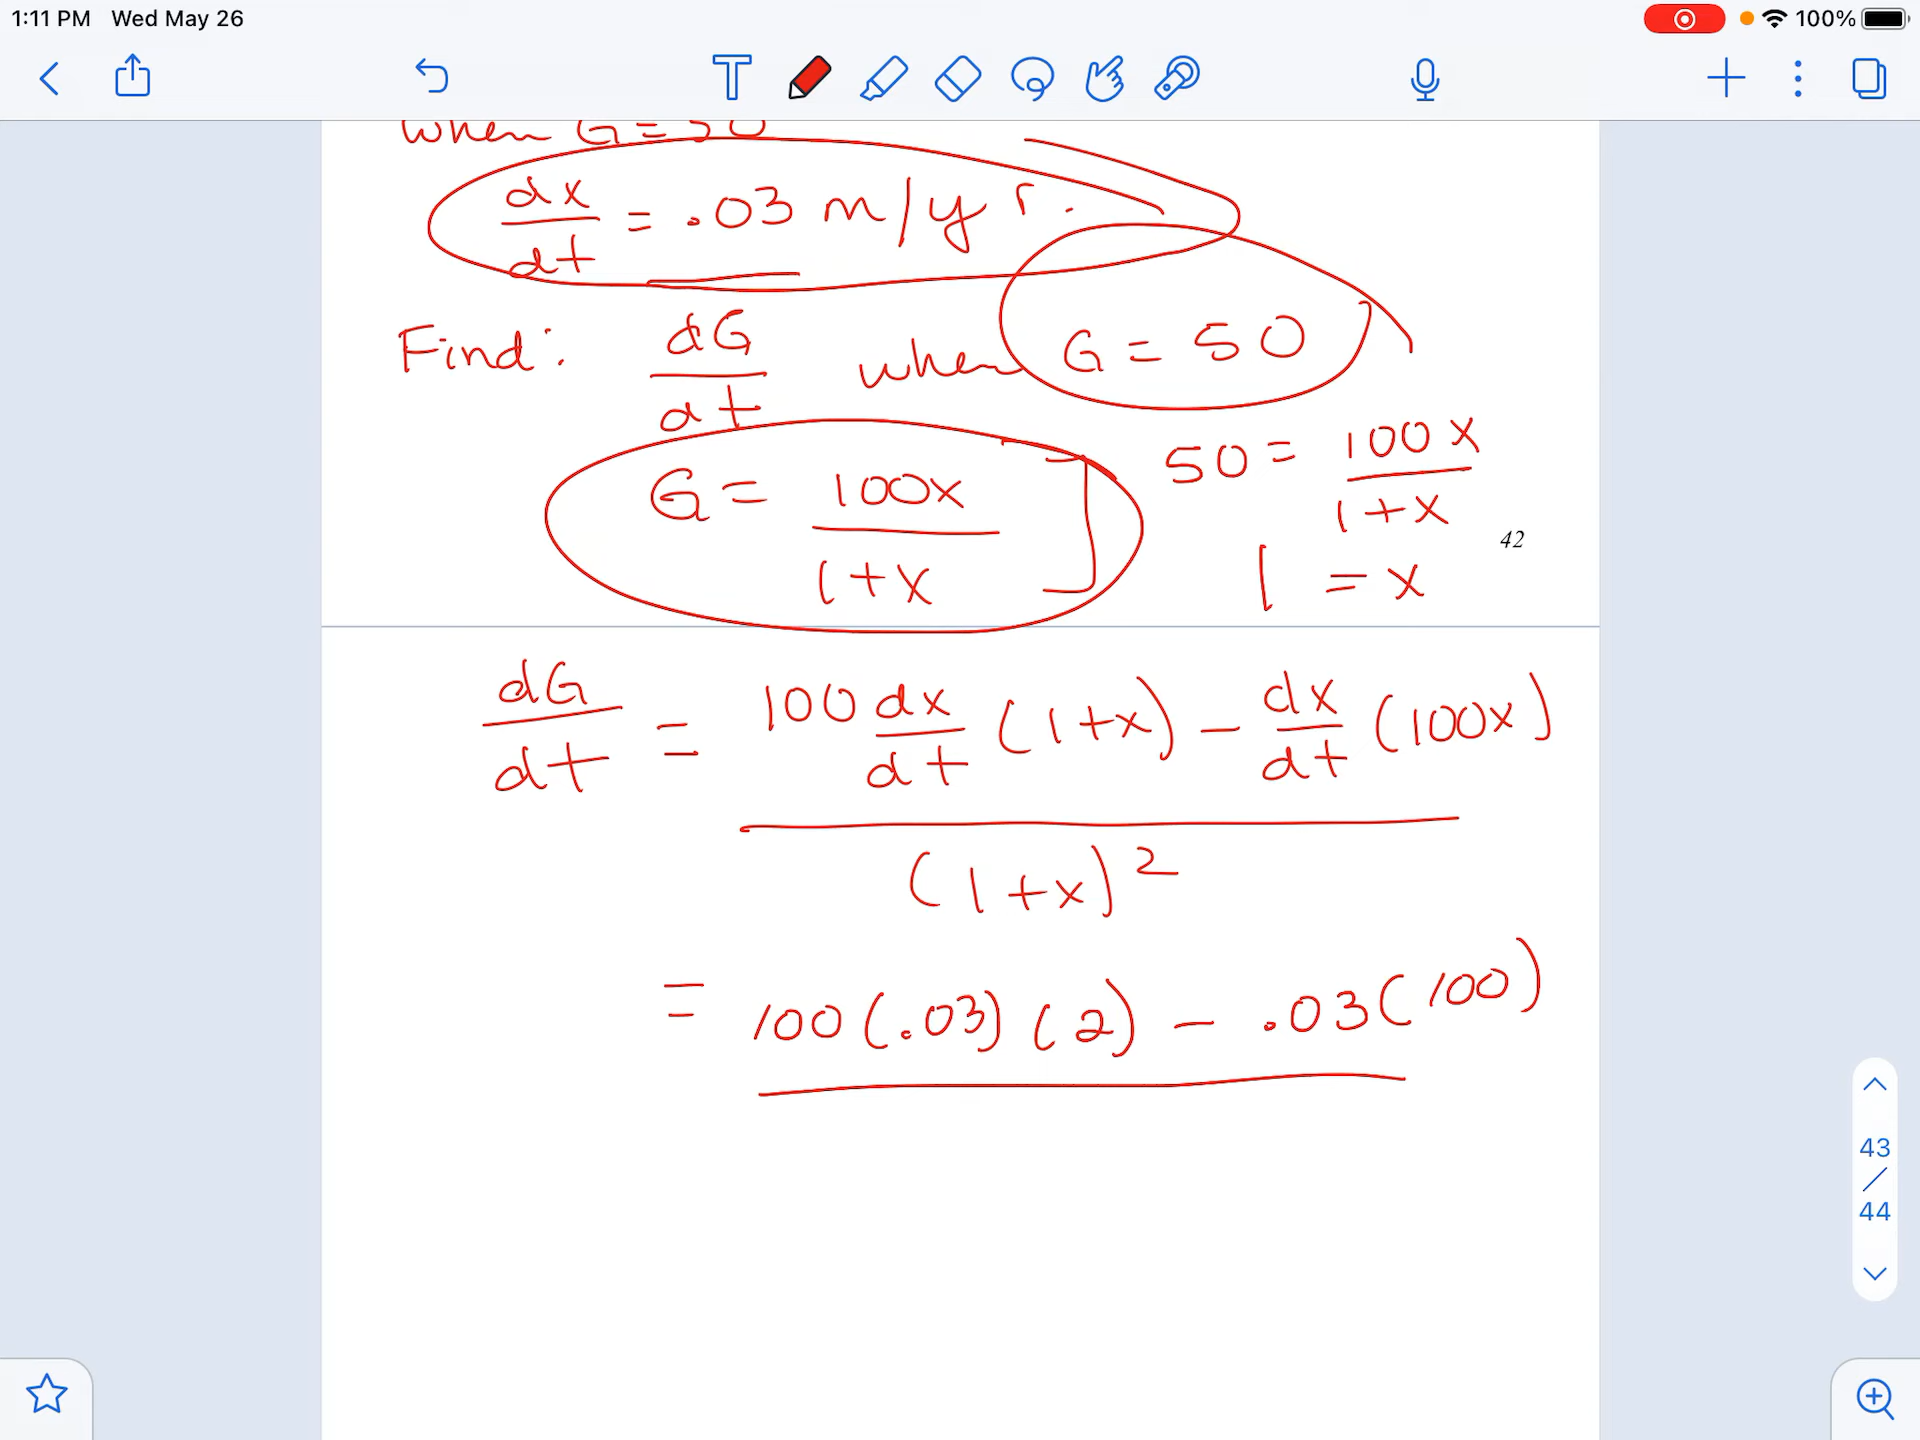 1:11 PM Wed May 26 100%
T
when G = 50
dx/dt = .03 m/yr.
Find: dG/dt when G = 50
G = 100x/(1+x)
50 = 100x/(1+x)
42
1 = x
dG/dt = (100 dx/dt (1+x) - dx/dt (100x))/(1+x)²
= 100(.03)(2) - .03(100)
43
/
44